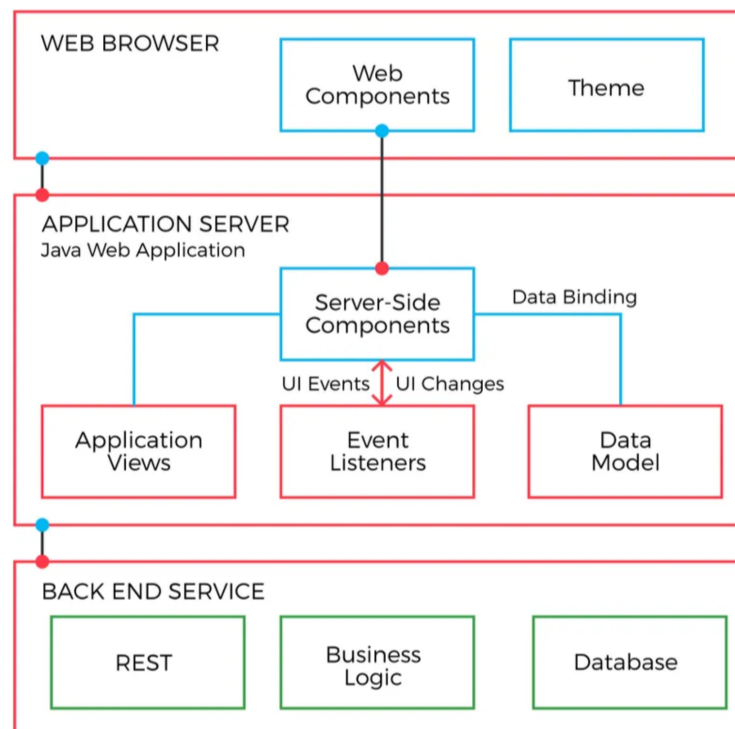 WEB BROWSER
Web
Components
Theme
APPLICATION SERVER
Java Web Application
Server-Side
Components
Data Binding
UI Events
UI Changes
Application
Views
Event
Listeners
Data
Model
BACK END SERVICE
REST
Business
Logic
Database